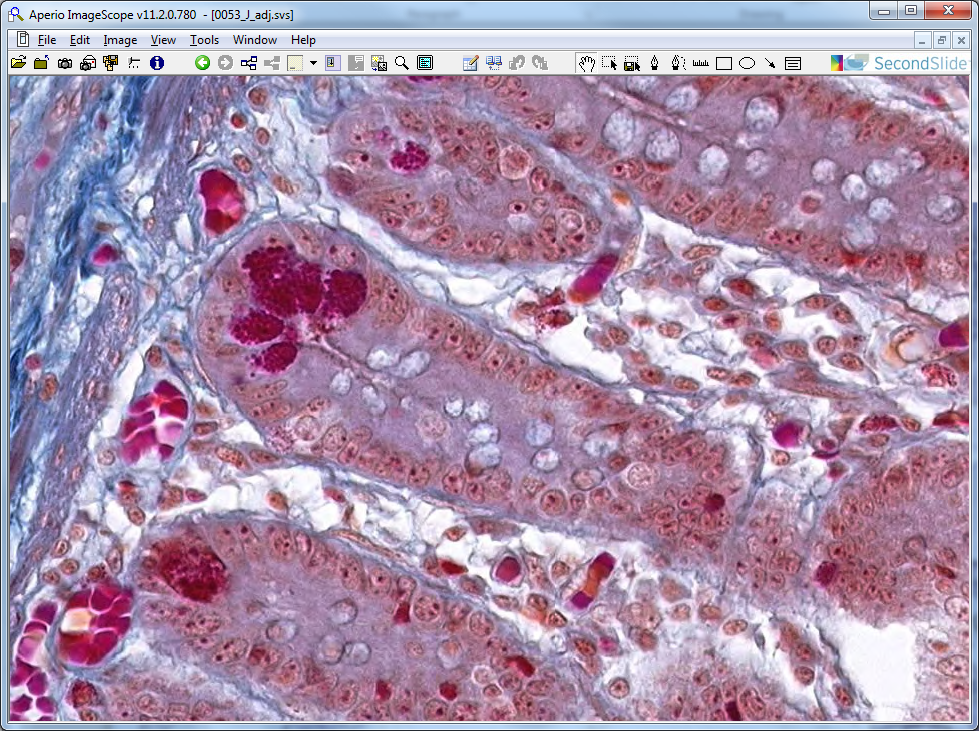 Aperio ImageScope v11.2.0.780 - [0053_J_adj.svs]
File Edit Image View Tools Window Help
SecondSlide